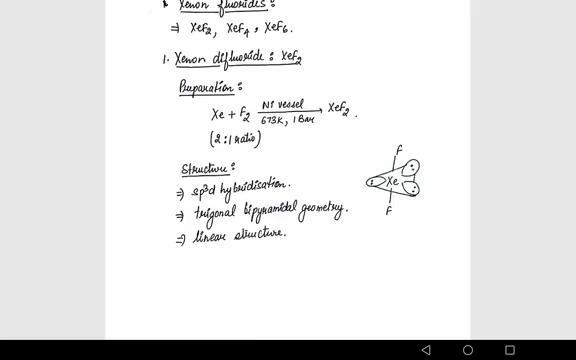 * Xenon fluorides :
⇒ XeF2, XeF4, XeF6.
1. Xenon difluoride : XeF2
Preparation :
Xe + F2 Ni vessel 673K, 1 Bar → XeF2.
(2:1 ratio)
Structure :
⇒ sp3d hybridisation.
⇒ trigonal bipyramidal geometry.
⇒ linear structure.
F
Xe
F